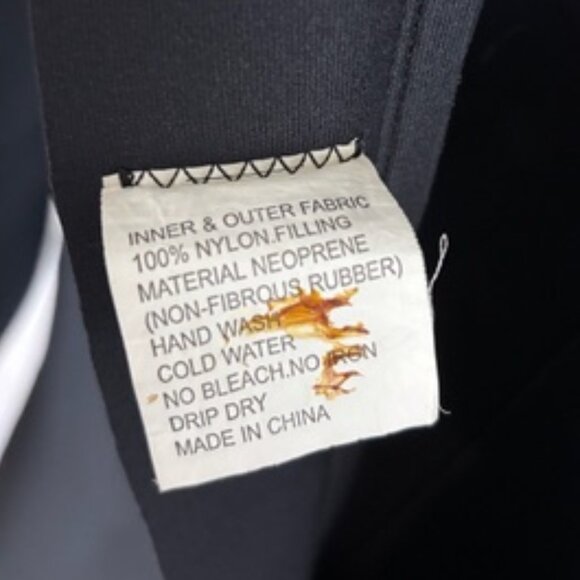 INNER & OUTER FABRIC
100% NYLON.FILLING
MATERIAL NEOPRENE
(NON-FIBROUS RUBBER)
HAND WASH
COLD WATER
NO BLEACH.NO IRON
DRIP DRY
MADE IN CHINA